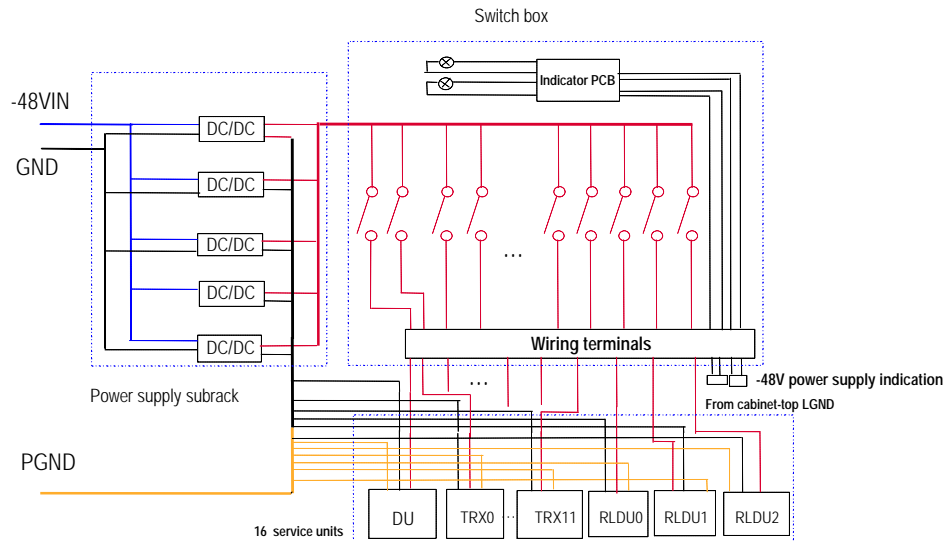 Switch box
Indicator PCB
-48VIN
GND
DC/DC
DC/DC
DC/DC
DC/DC
DC/DC
...
Wiring terminals
-48V power supply indication
From cabinet-top LGND
Power supply subrack
...
PGND
16 service units
DU
TRX0
...
TRX11
RLDU0
RLDU1
RLDU2